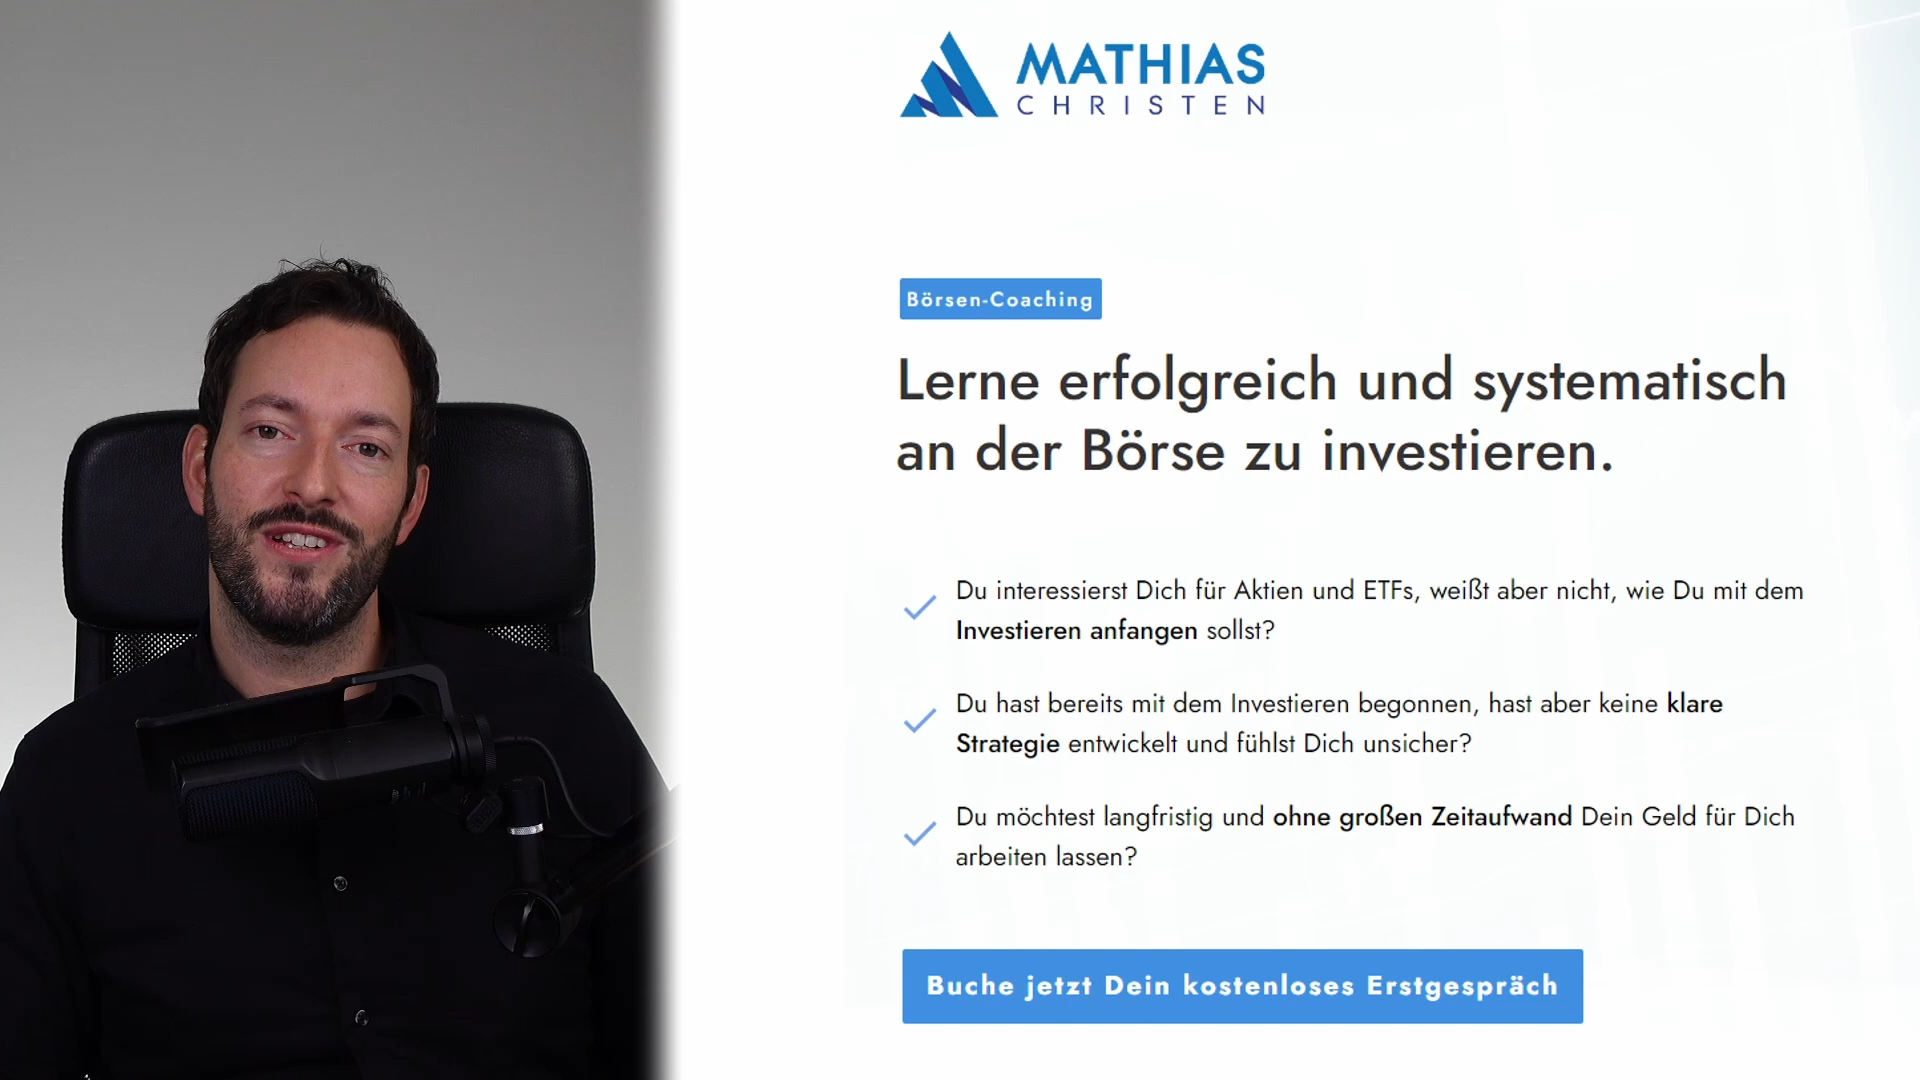 MATHIAS
CHRISTEN
Börsen-Coaching
Lerne erfolgreich und systematisch
an der Börse zu investieren.
Du interessierst Dich für Aktien und ETFs, weißt aber nicht, wie Du mit dem
Investieren anfangen sollst?
Du hast bereits mit dem Investieren begonnen, hast aber keine klare
Strategie entwickelt und fühlst Dich unsicher?
Du möchtest langfristig und ohne großen Zeitaufwand Dein Geld für Dich
arbeiten lassen?
Buche jetzt Dein kostenloses Erstgespräch